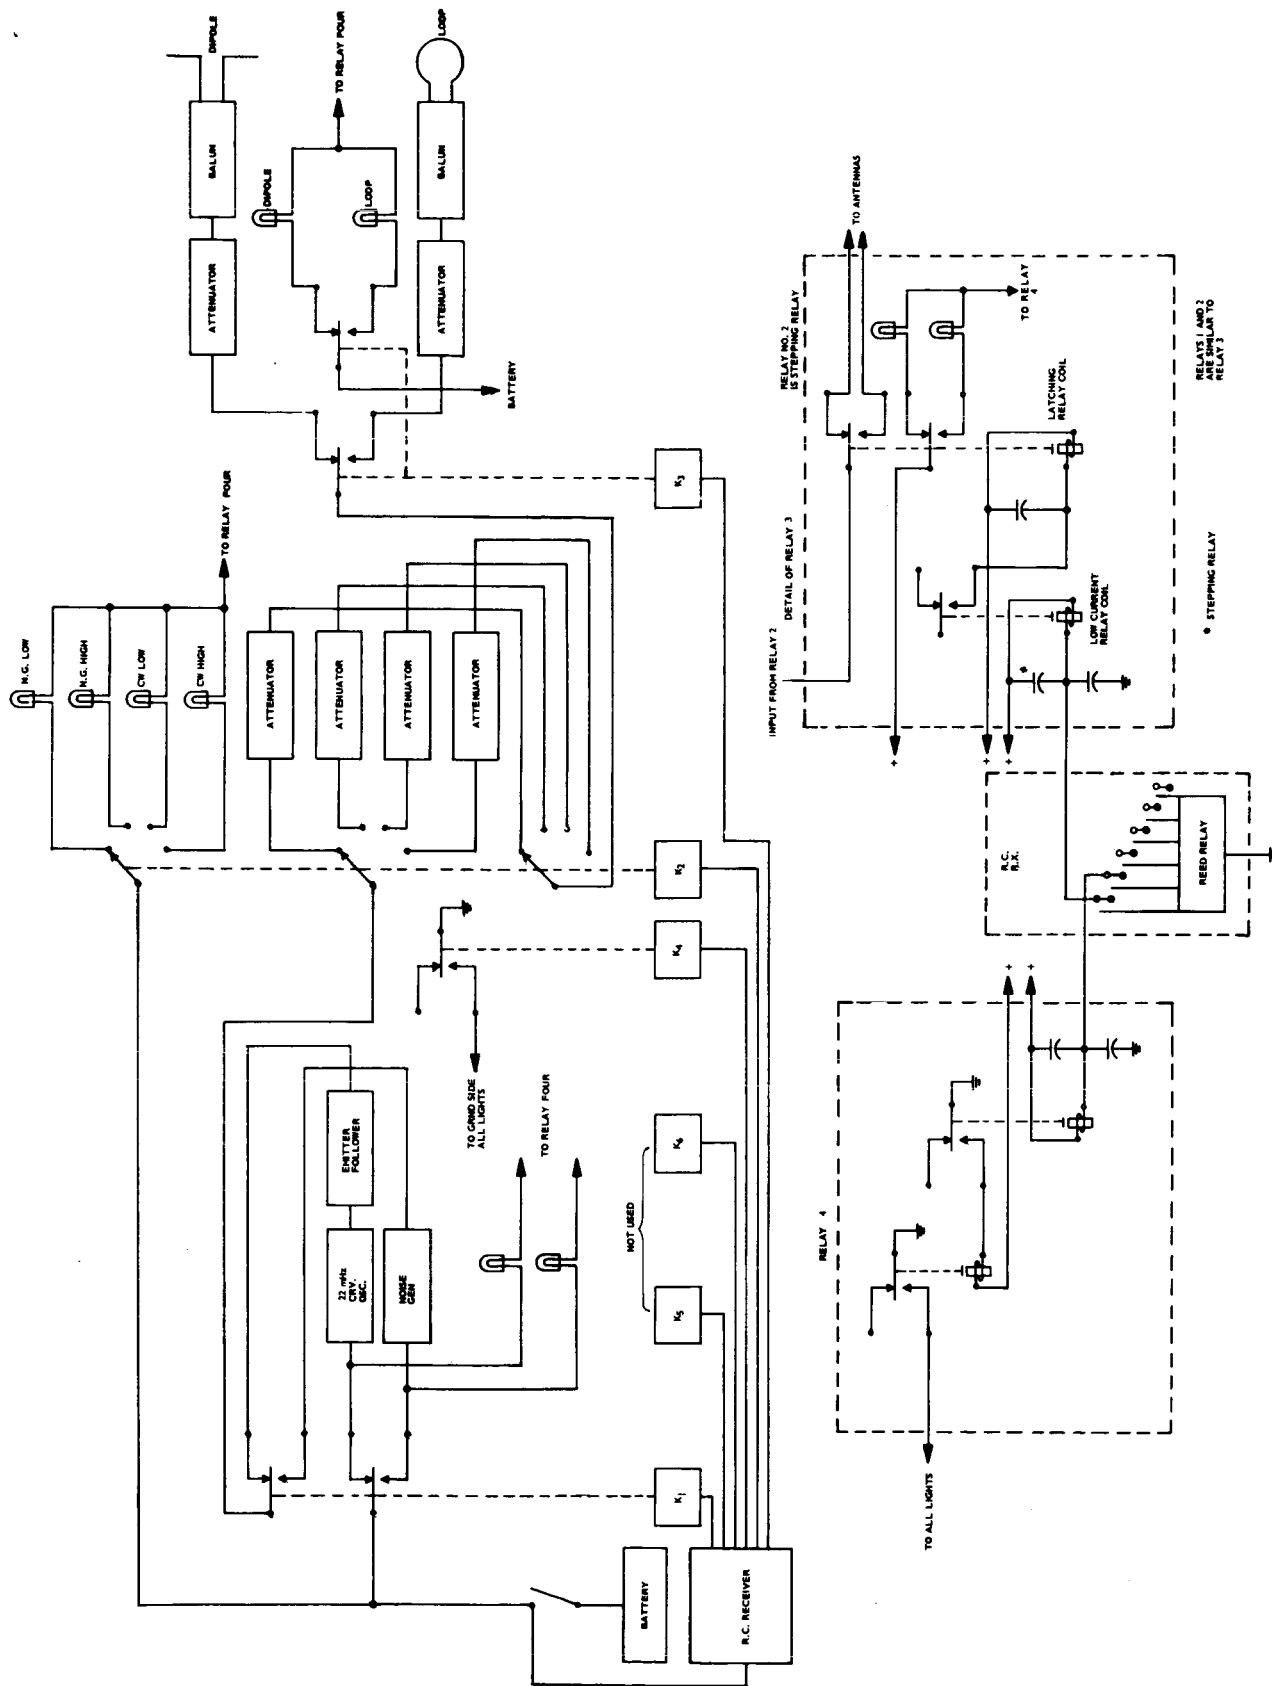 N.G. LOW
N.G. HIGH
CW LOW
CW HIGH
TO RELAY FOUR
DIPOLE
BALUN
ATTENUATOR
DIPOLE
LOOP
TO RELAY FOUR
BATTERY
LOOP
BALUN
ATTENUATOR
ATTENUATOR
ATTENUATOR
ATTENUATOR
ATTENUATOR
EMITTER
FOLLOWER
22 mHz
CRY.
OSC.
NOISE
GEN
TO GRND SIDE
ALL LIGHTS
TO RELAY FOUR
NOT USED
K1
K5
K6
K4
K2
K3
BATTERY
R.C. RECEIVER
TO ALL LIGHTS
RELAY 4
+
+
R.C.
R.X.
REED RELAY
INPUT FROM RELAY 2
DETAIL OF RELAY 3
RELAY NO. 2
IS STEPPING RELAY
TO ANTENNAS
TO RELAY
4
+
+
+
*
LOW CURRENT
RELAY COIL
LATCHING
RELAY COIL
* STEPPING RELAY
RELAYS 1 AND 2
ARE SIMILAR TO
RELAY 3